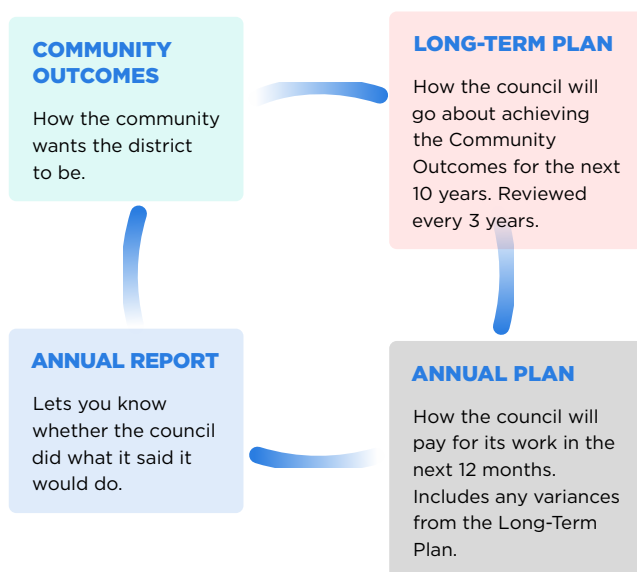 COMMUNITY
OUTCOMES
How the community
wants the district
to be.
LONG-TERM PLAN
How the council will
go about achieving
the Community
Outcomes for the next
10 years. Reviewed
every 3 years.
ANNUAL REPORT
Lets you know
whether the council
did what it said it
would do.
ANNUAL PLAN
How the council will
pay for its work in the
next 12 months.
Includes any variances
from the Long-Term
Plan.